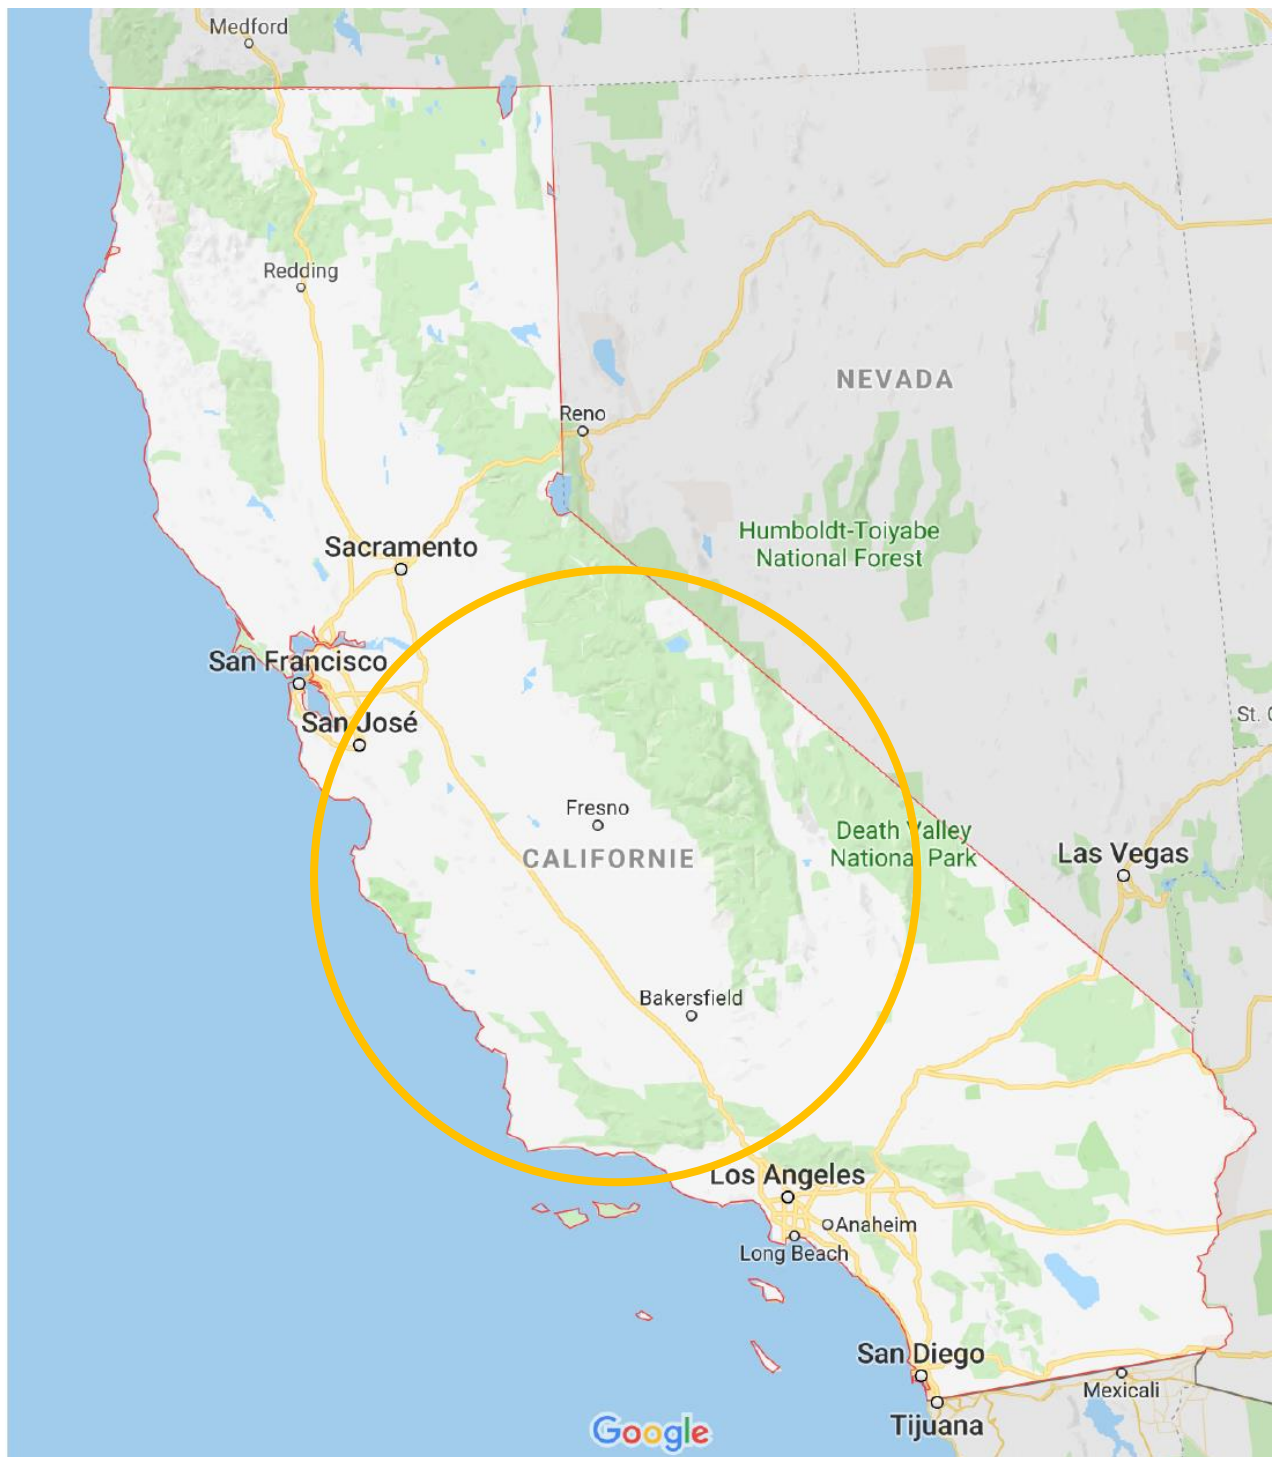 Medford
Redding
NEVADA
Reno
Humboldt-Toiyabe
National Forest
Sacramento
San Francisco
San José
St.
Fresno
CALIFORNIE
Death Valley
National Park
Las Vegas
Bakersfield
Los Angeles
Anaheim
Long Beach
San Diego
Mexicali
Tijuana
Google